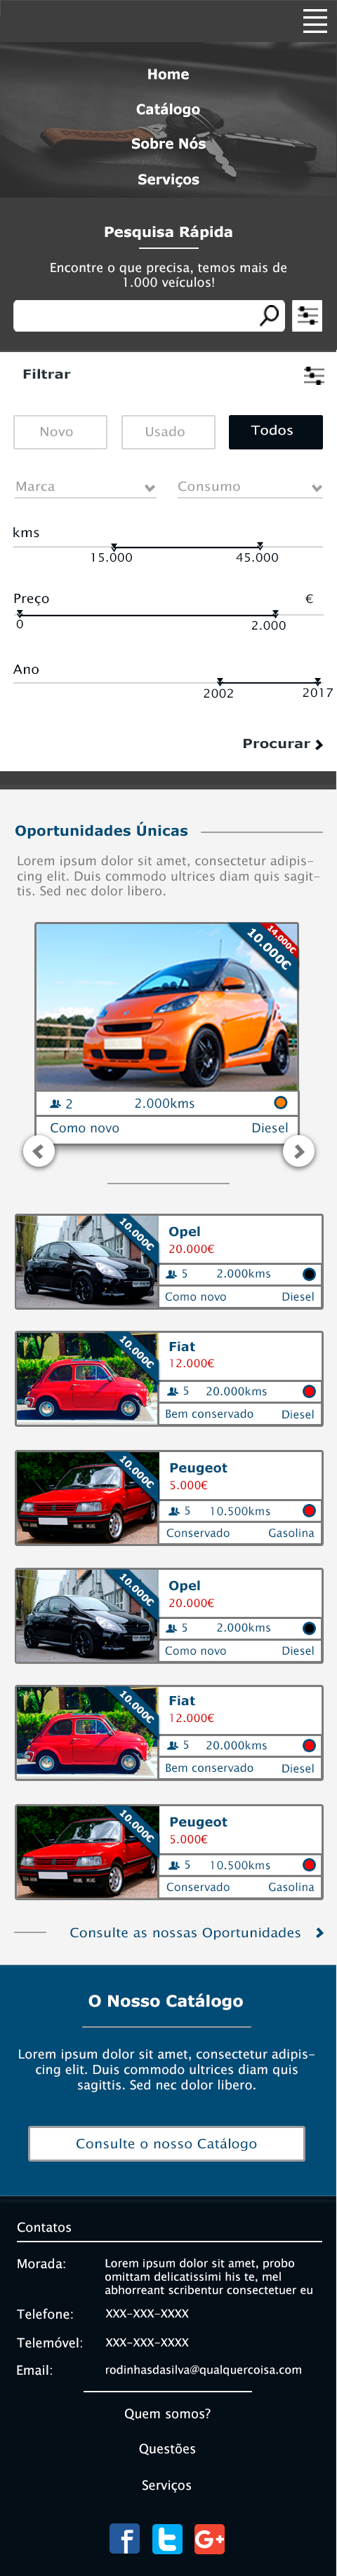 Home
Catálogo
Sobre Nós
Serviços
Pesquisa Rápida
Encontre o que precisa, temos mais de
1.000 veículos!
Filtrar
Novo
Usado
Todos
Marca
Consumo
kms
15.000
45.000
Preço
€
0
2.000
Ano
2002
2017
Procurar
Oportunidades Únicas
Lorem ipsum dolor sit amet, consectetur adipis-
cing elit. Duis commodo ultrices diam quis sagit-
tis. Sed nec dolor libero.
14.000€
10.000€
2
2.000kms
Como novo
Diesel
10.000€
Opel
20.000€
5
2.000kms
Como novo
Diesel
10.000€
Fiat
12.000€
5
20.000kms
Bem conservado
Diesel
10.000€
Peugeot
5.000€
5
10.500kms
Conservado
Gasolina
10.000€
Opel
20.000€
5
2.000kms
Como novo
Diesel
10.000€
Fiat
12.000€
5
20.000kms
Bem conservado
Diesel
10.000€
Peugeot
5.000€
5
10.500kms
Conservado
Gasolina
Consulte as nossas Oportunidades
O Nosso Catálogo
Lorem ipsum dolor sit amet, consectetur adipis-
cing elit. Duis commodo ultrices diam quis
sagittis. Sed nec dolor libero.
Consulte o nosso Catálogo
Contatos
Morada:
Lorem ipsum dolor sit amet, probo
omittam delicatissimi his te, mel
abhorreant scribentur consectetuer eu
Telefone:
XXX-XXX-XXXX
Telemóvel:
XXX-XXX-XXXX
Email:
rodinhasdasilva@qualquercoisa.com
Quem somos?
Questões
Serviços
f
t
G+